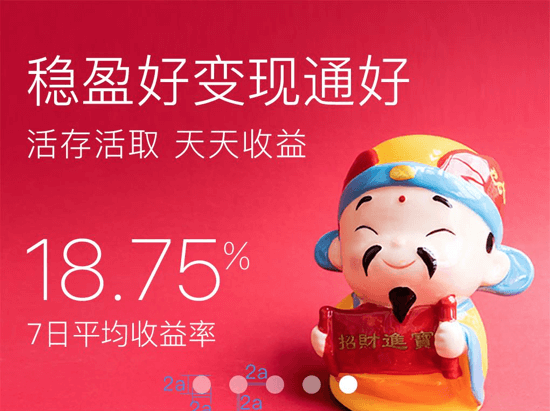 稳盈好变现通好
活存活取 天天收益
18.75%
7日平均收益率
招財進寶
2a 2a
2a 2a